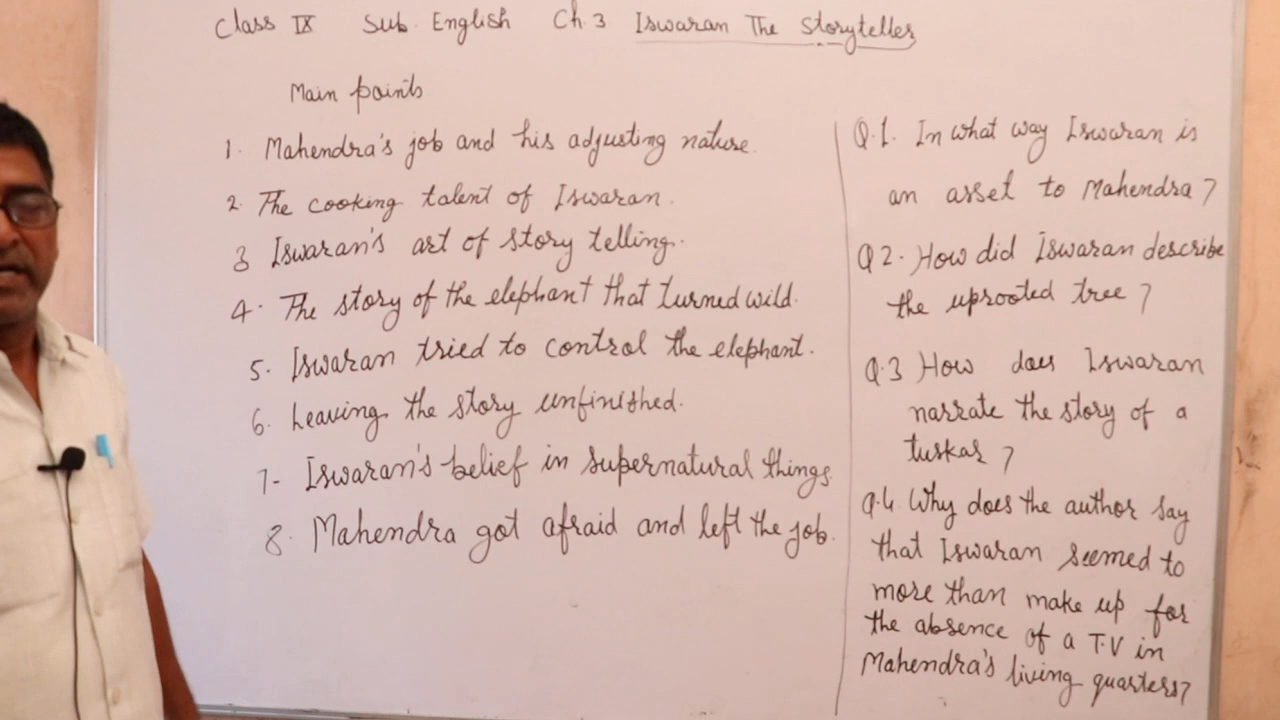 Class IX Sub. English Ch. 3 Iswaran The Storyteller
Main points
1. Mahendra's job and his adjusting nature.
2. The cooking talent of Iswaran.
3 Iswaran's art of story telling.
4. The story of the elephant that turned wild.
5. Iswaran tried to control the elephant.
6. Leaving the story unfinished.
7- Iswaran's belief in supernatural things.
8. Mahendra got afraid and left the job.
Q.1. In what way Iswaran is
an asset to Mahendra?
Q 2. How did Iswaran describe
the uprooted tree?
Q.3 How does Iswaran
narrate the story of a
tuskar?
Q.4. Why does the author say
that Iswaran seemed to
more than make up for
the absence of a T.V in
Mahendra's living quarters?